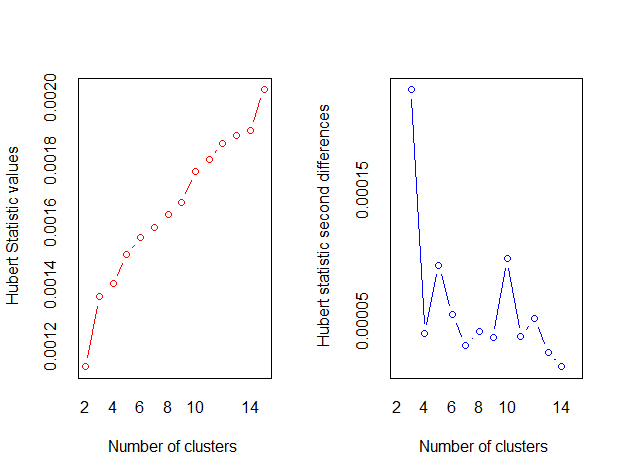 Hubert Statistic values
0.0012 0.0014 0.0016 0.0018 0.0020
2 4 6 8 10 14
Number of clusters
Hubert statistic second differences
0.00005 0.00015
2 4 6 8 10 14
Number of clusters